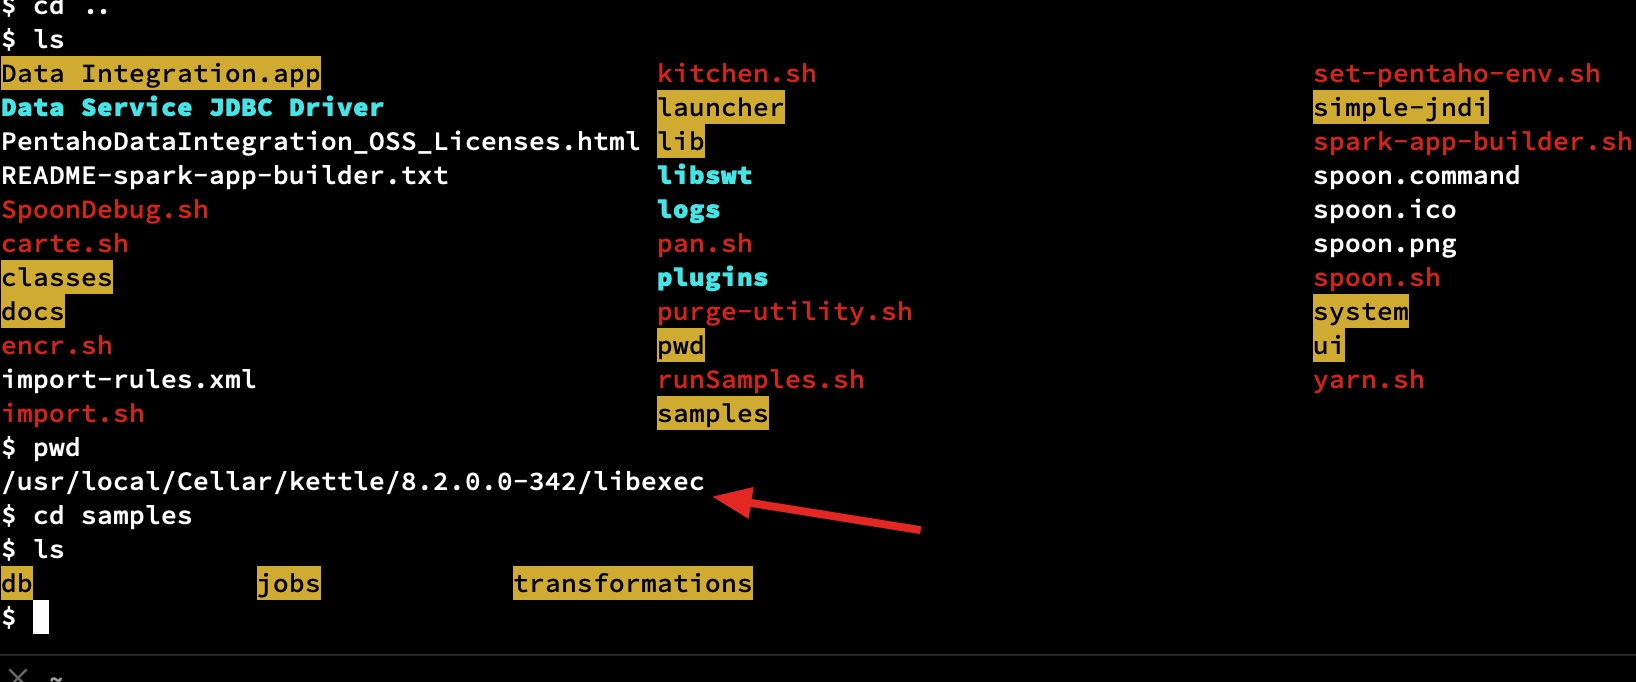 $ cd ..
$ ls
Data Integration.app kitchen.sh set-pentaho-env.sh
Data Service JDBC Driver launcher simple-jndi
PentahoDataIntegration_OSS_Licenses.html lib spark-app-builder.sh
README-spark-app-builder.txt libswt spoon.command
SpoonDebug.sh logs spoon.ico
carte.sh pan.sh spoon.png
classes plugins spoon.sh
docs purge-utility.sh system
encr.sh pwd ui
import-rules.xml runSamples.sh yarn.sh
import.sh samples
$ pwd
/usr/local/Cellar/kettle/8.2.0.0-342/libexec
$ cd samples
$ ls
db jobs transformations
$
~